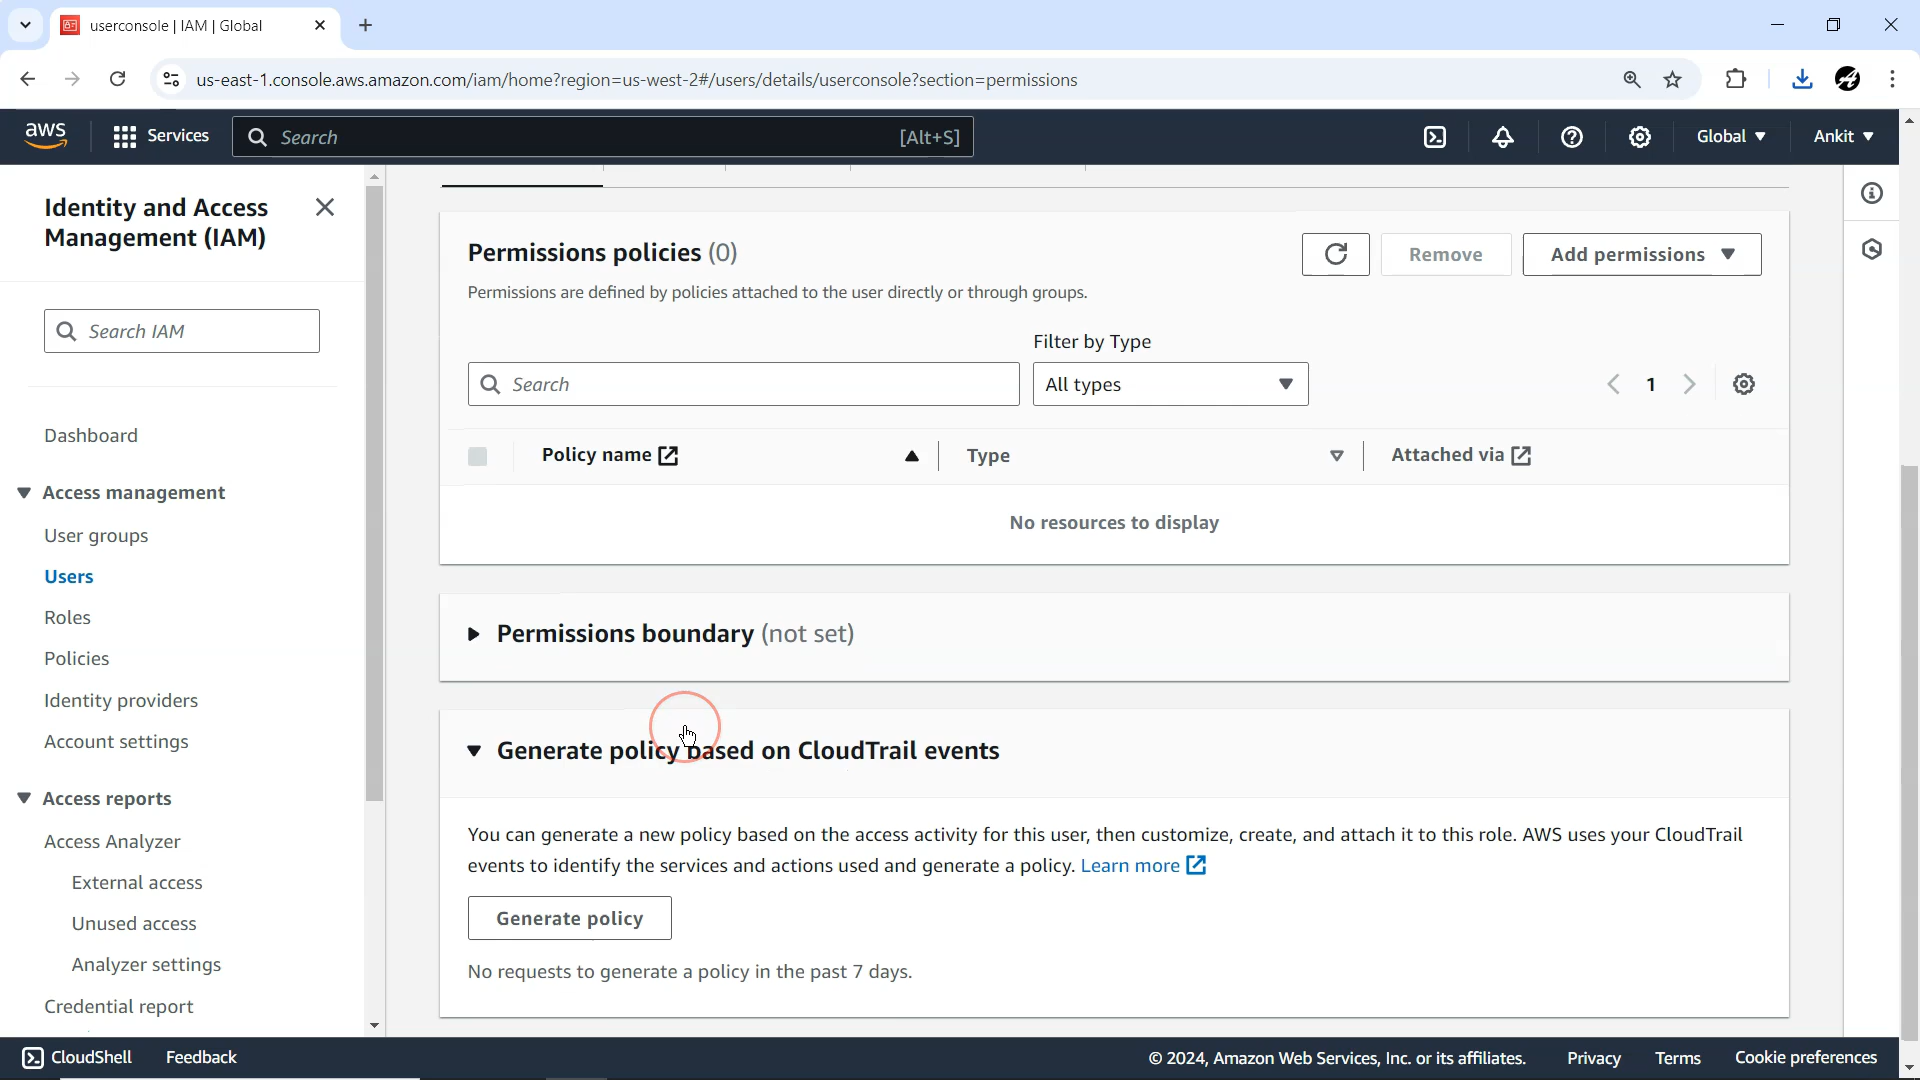 userconsole | IAM | Global
us-east-1.console.aws.amazon.com/iam/home?region=us-west-2#/users/details/userconsole?section=permissions
aws
Services
Search
[Alt+S]
Global
Ankit
Identity and Access
Management (IAM)
Search IAM
Dashboard
Access management
User groups
Users
Roles
Policies
Identity providers
Account settings
Access reports
Access Analyzer
External access
Unused access
Analyzer settings
Credential report
Permissions policies (0)
Remove
Add permissions
Permissions are defined by policies attached to the user directly or through groups.
Filter by Type
Search
All types
1
Policy name
Type
Attached via
No resources to display
Permissions boundary (not set)
Generate policy based on CloudTrail events
You can generate a new policy based on the access activity for this user, then customize, create, and attach it to this role. AWS uses your CloudTrail
events to identify the services and actions used and generate a policy. Learn more
Generate policy
No requests to generate a policy in the past 7 days.
CloudShell
Feedback
© 2024, Amazon Web Services, Inc. or its affiliates.
Privacy
Terms
Cookie preferences